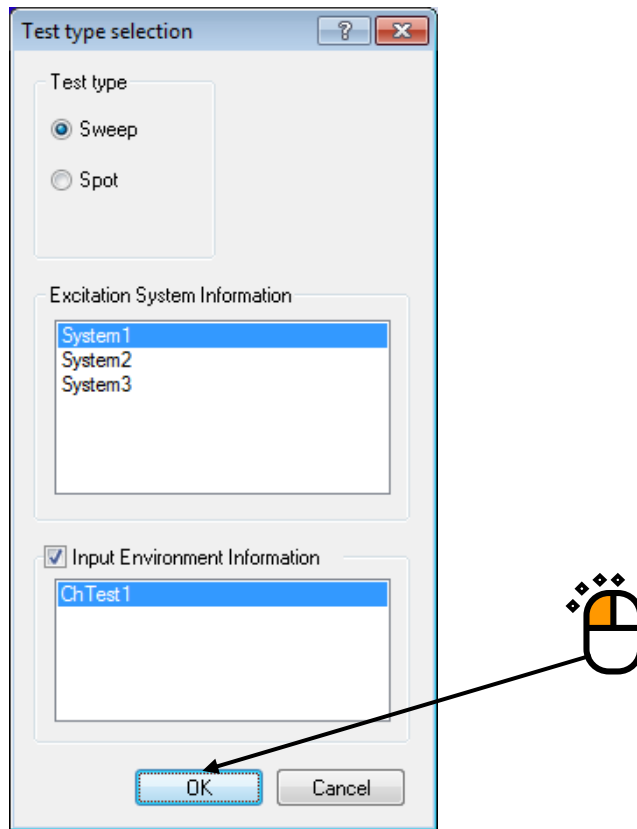 Test type selection
Test type
Sweep
Spot
Excitation System Information
System1
System2
System3
Input Environment Information
ChTest1
OK Cancel